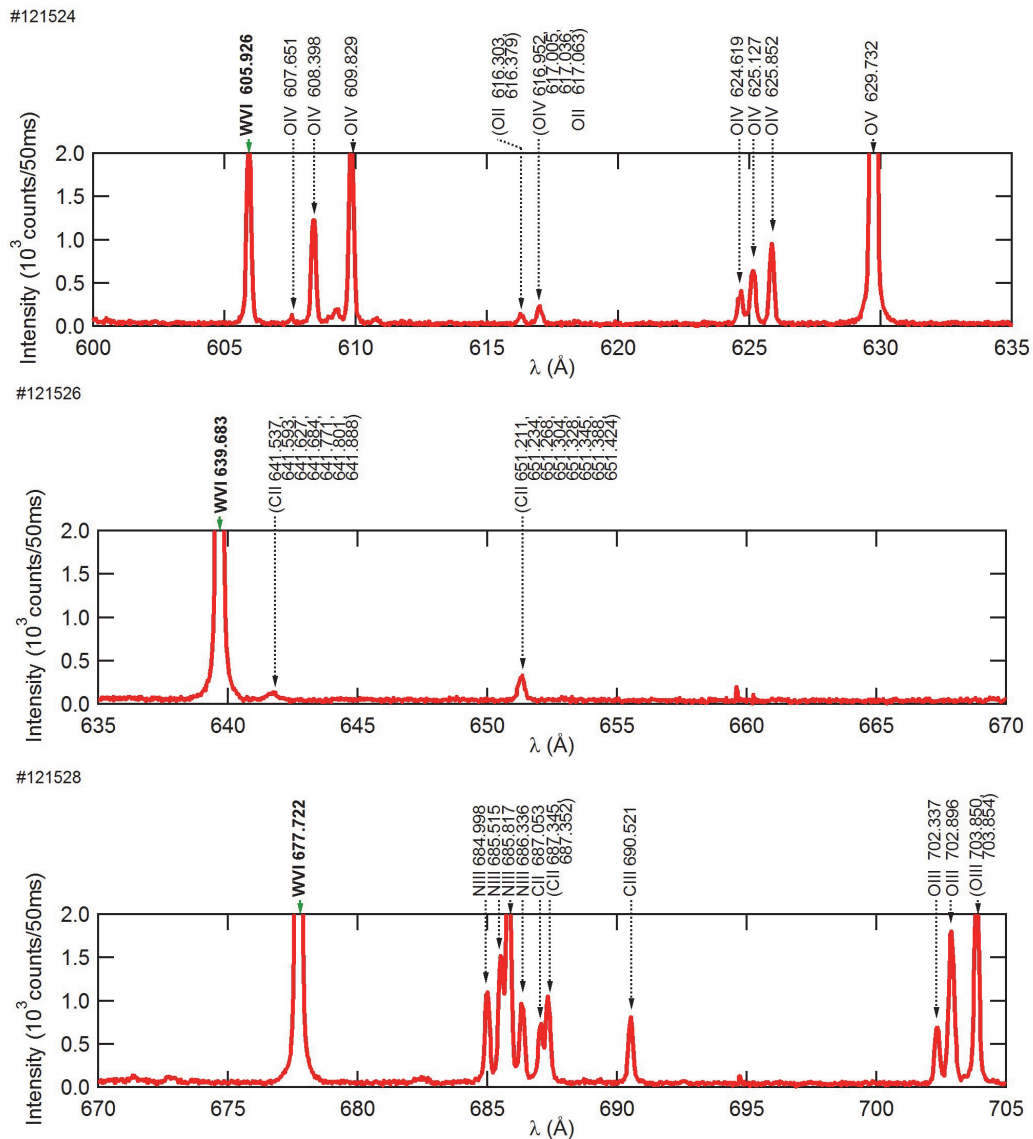 #121524
WVI 605.926
OIV 607.651
OIV 608.398
OIV 609.829
(OII 616.303,
616.379)
(OIV 616.952,
617.005,
617.036,
OII 617.063)
OIV 624.619
OIV 625.127
OIV 625.852
OV 629.732
Intensity (10³ counts/50ms)
2.0
1.5
1.0
0.5
0.0
600 605 610 615 620 625 630 635
λ (Å)
#121526
WVI 639.683
(CII 641.537,
641.593,
641.627,
641.684,
641.771,
641.801,
641.888)
(CII 651.211,
651.234,
651.268,
651.304,
651.328,
651.345,
651.388,
651.424)
Intensity (10³ counts/50ms)
2.0
1.5
1.0
0.5
0.0
635 640 645 650 655 660 665 670
λ (Å)
#121528
WVI 677.722
NIII 684.998
NIII 685.515
NIII 685.817
NIII 686.336
CII 687.053
(CII 687.345,
687.352)
CIII 690.521
OIII 702.337
OIII 702.896
(OIII 703.850,
703.854)
Intensity (10³ counts/50ms)
2.0
1.5
1.0
0.5
0.0
670 675 680 685 690 695 700 705
λ (Å)